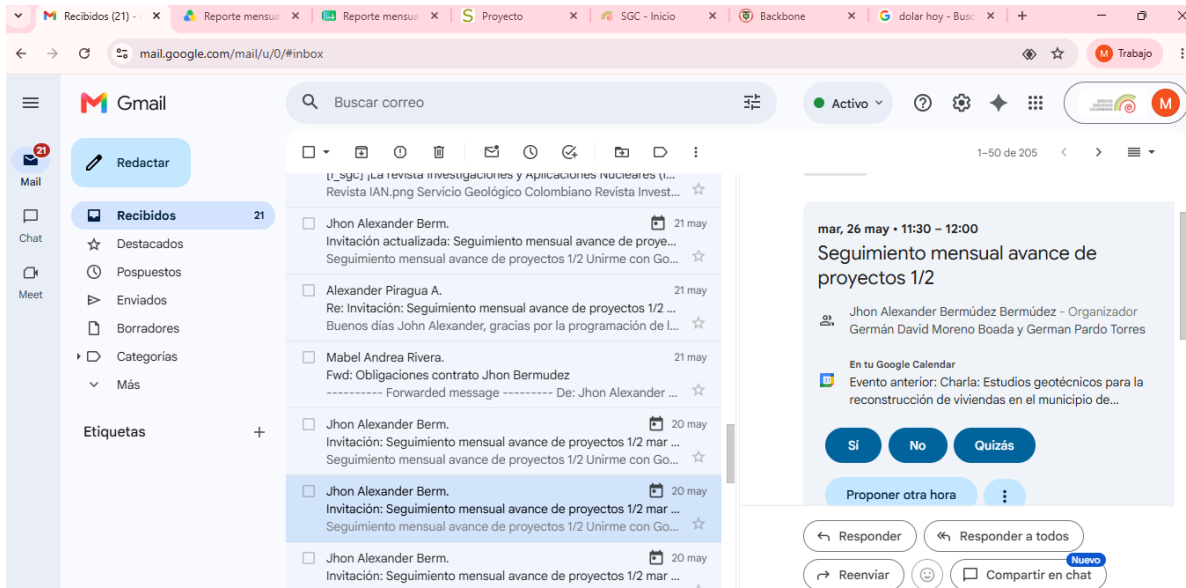 Recibidos (21) -
Reporte mensua
Reporte mensua
Proyecto
SGC - Inicio
Backbone
dolar hoy - Busc
mail.google.com/mail/u/0/#inbox
M Trabajo
Gmail
Buscar correo
Activo
M
21
Mail
Chat
Meet
Redactar
Recibidos 21
Destacados
Pospuestos
Enviados
Borradores
Categorías
Más
Etiquetas
1–50 de 205
[i_sgc] ¡La revista Investigaciones y Aplicaciones Nucleares (I...
Revista IAN.png Servicio Geológico Colombiano Revista Invest...
Jhon Alexander Berm. 21 may
Invitación actualizada: Seguimiento mensual avance de proye...
Seguimiento mensual avance de proyectos 1/2 Unirme con Go...
Alexander Piragua A. 21 may
Re: Invitación: Seguimiento mensual avance de proyectos 1/2 ...
Buenos días John Alexander, gracias por la programación de l...
Mabel Andrea Rivera. 21 may
Fwd: Obligaciones contrato Jhon Bermudez
---------- Forwarded message --------- De: Jhon Alexander ...
Jhon Alexander Berm. 20 may
Invitación: Seguimiento mensual avance de proyectos 1/2 mar ...
Seguimiento mensual avance de proyectos 1/2 Unirme con Go...
Jhon Alexander Berm. 20 may
Invitación: Seguimiento mensual avance de proyectos 1/2 mar ...
Seguimiento mensual avance de proyectos 1/2 Unirme con Go...
Jhon Alexander Berm. 20 may
Invitación: Seguimiento mensual avance de proyectos 1/2 mar ...
mar, 26 may • 11:30 – 12:00
Seguimiento mensual avance de
proyectos 1/2
Jhon Alexander Bermúdez Bermúdez - Organizador
Germán David Moreno Boada y German Pardo Torres
En tu Google Calendar
Evento anterior: Charla: Estudios geotécnicos para la
reconstrucción de viviendas en el municipio de...
Sí
No
Quizás
Proponer otra hora
Responder
Responder a todos
Nuevo
Reenviar
Compartir en chat